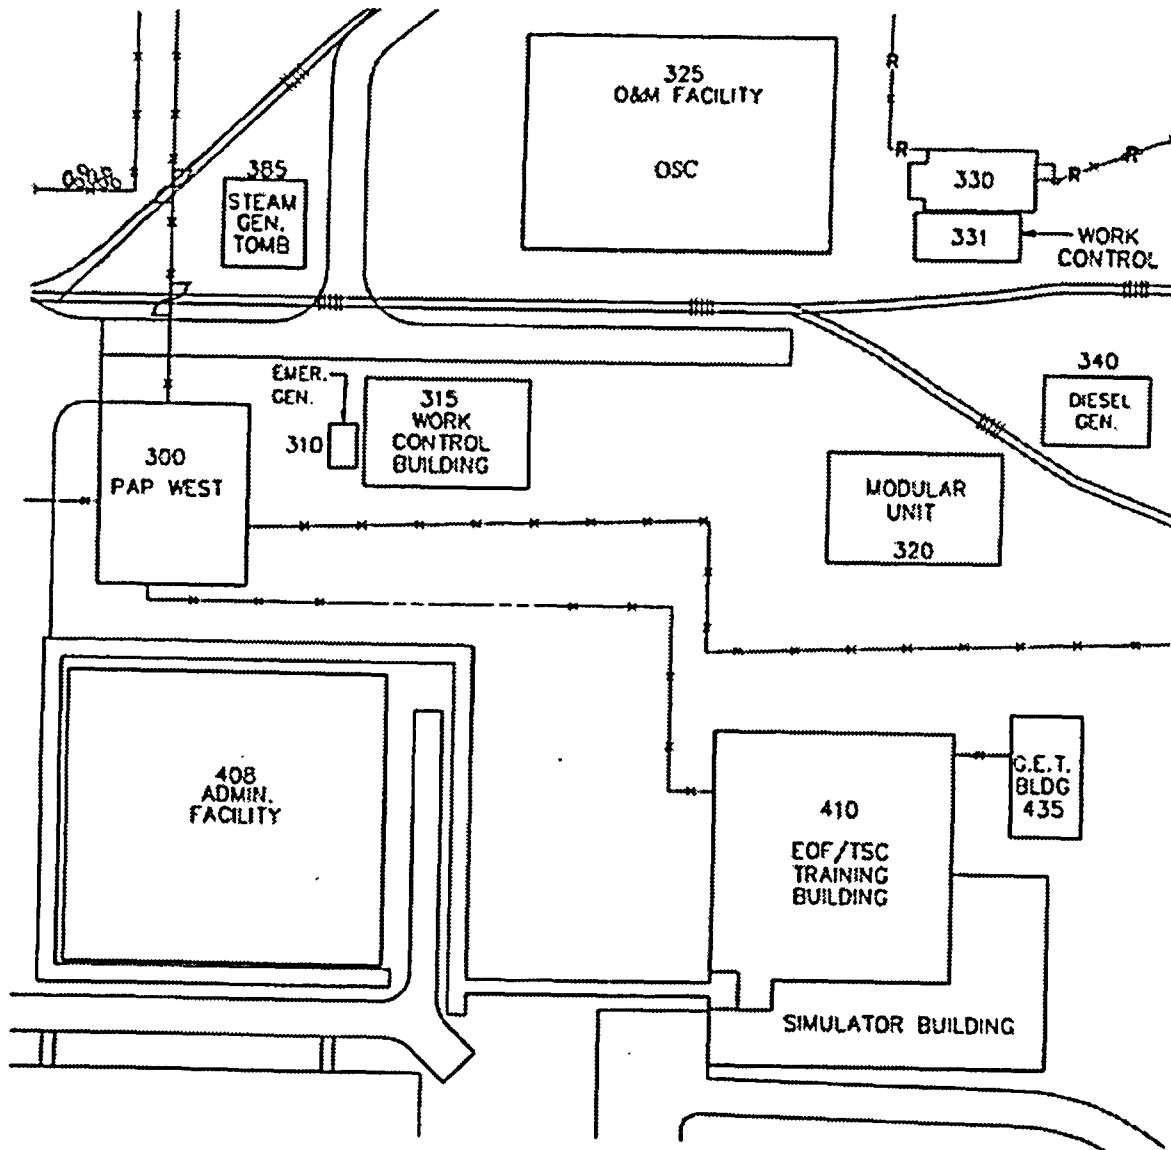 325
O&M FACILITY
OSC
R
385
STEAM
GEN.
TOMB
R
R
R
330
331
WORK
CONTROL
EMER.
GEN.
310
315
WORK
CONTROL
BUILDING
340
DIESEL
GEN.
300
PAP WEST
MODULAR
UNIT
320
408
ADMIN.
FACILITY
410
EOF/TSC
TRAINING
BUILDING
G.E.T.
BLDG
435
SIMULATOR BUILDING